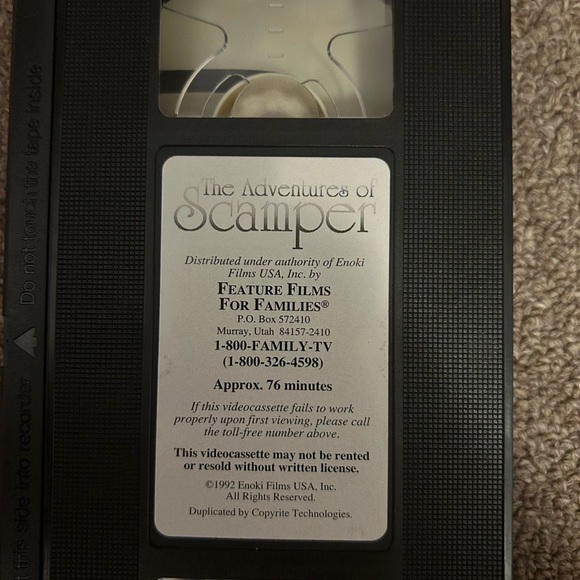 The Adventures of
Scamper
Distributed under authority of Enoki
Films USA, Inc. by
FEATURE FILMS
FOR FAMILIES®
P.O. Box 572410
Murray, Utah 84157-2410
1-800-FAMILY-TV
(1-800-326-4598)
Approx. 76 minutes
If this videocassette fails to work
properly upon first viewing, please call
the toll-free number above.
This videocassette may not be rented
or resold without written license.
©1992 Enoki Films USA, Inc.
All Rights Reserved.
Duplicated by Copyrite Technologies.
Do not touch the tape inside
this side into recorder